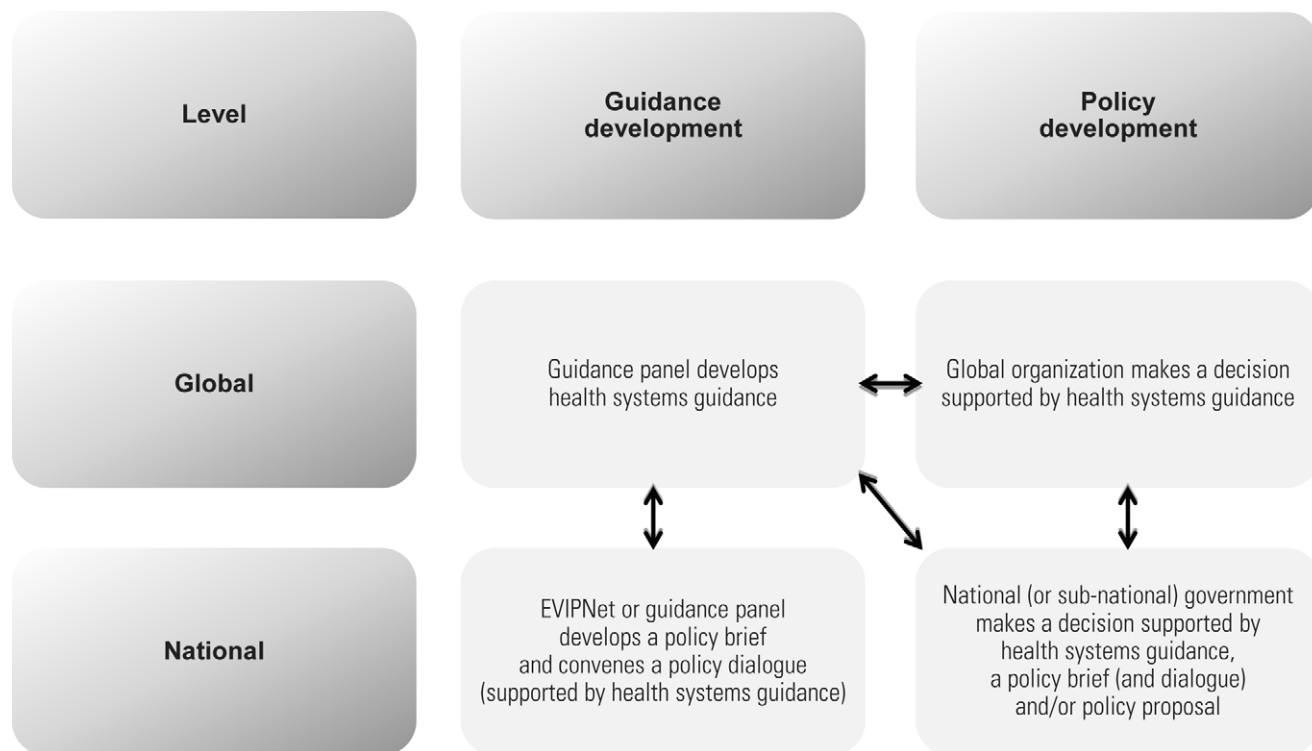 Level
Guidance
development
Policy
development
Global
Guidance panel develops
health systems guidance
Global organization makes a decision
supported by health systems guidance
National
EVIPNet or guidance panel
develops a policy brief
and convenes a policy dialogue
(supported by health systems guidance)
National (or sub-national) government
makes a decision supported by
health systems guidance,
a policy brief (and dialogue)
and/or policy proposal